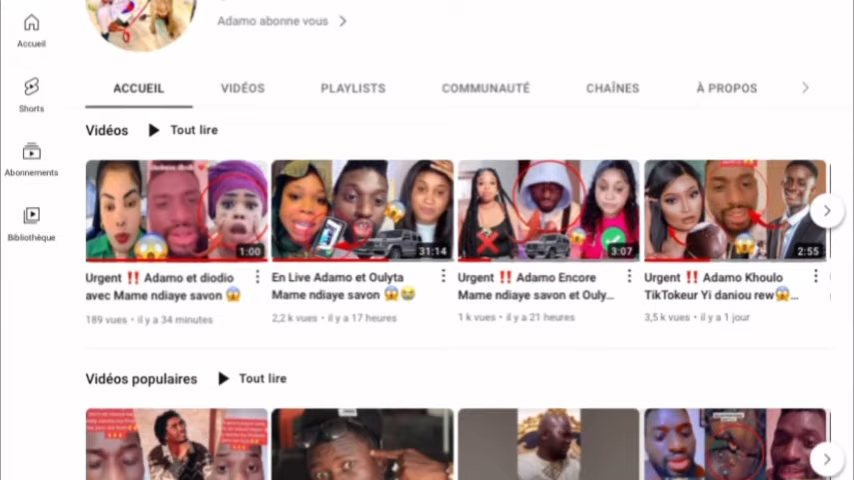 Adamo abonne vous
Accueil
ACCUEIL VIDÉOS PLAYLISTS COMMUNAUTÉ CHAÎNES À PROPOS
Shorts
Vidéos Tout lire
Abonnements
Bibliothèque
1:00
31:14
3:07
2:55
Urgent ‼️ Adamo et diodio
avec Mame ndiaye savon 😱
189 vues • il y a 34 minutes
En Live Adamo et Oulyta
Mame ndiaye savon 😱😭
2,2 k vues • il y a 17 heures
Urgent ‼️ Adamo Encore
Mame ndiaye savon et Ouly...
1 k vues • il y a 21 heures
Urgent ‼️ Adamo Khoulo
TikTokeur Yi daniou rew😱...
3,5 k vues • il y a 1 jour
Vidéos populaires Tout lire